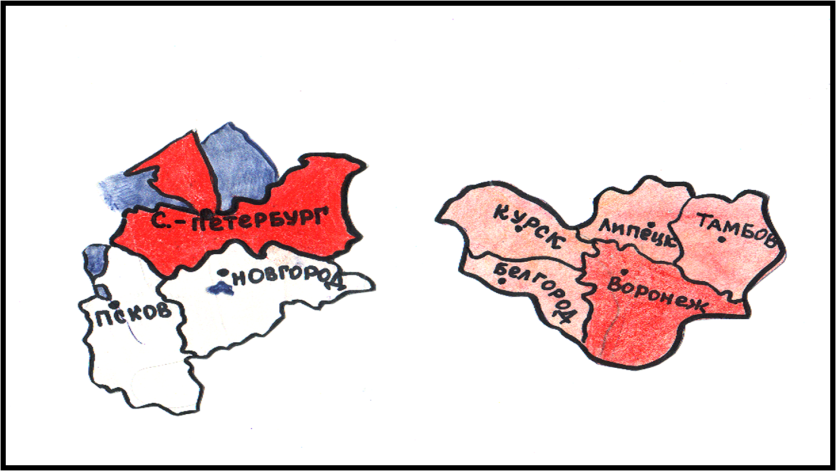 С.-ПЕТЕРБУРГ
НОВГОРОД
ПСКОВ
КУРСК
ЛИПЕЦК
ТАМБОВ
БЕЛГОРОД
ВОРОНЕЖ